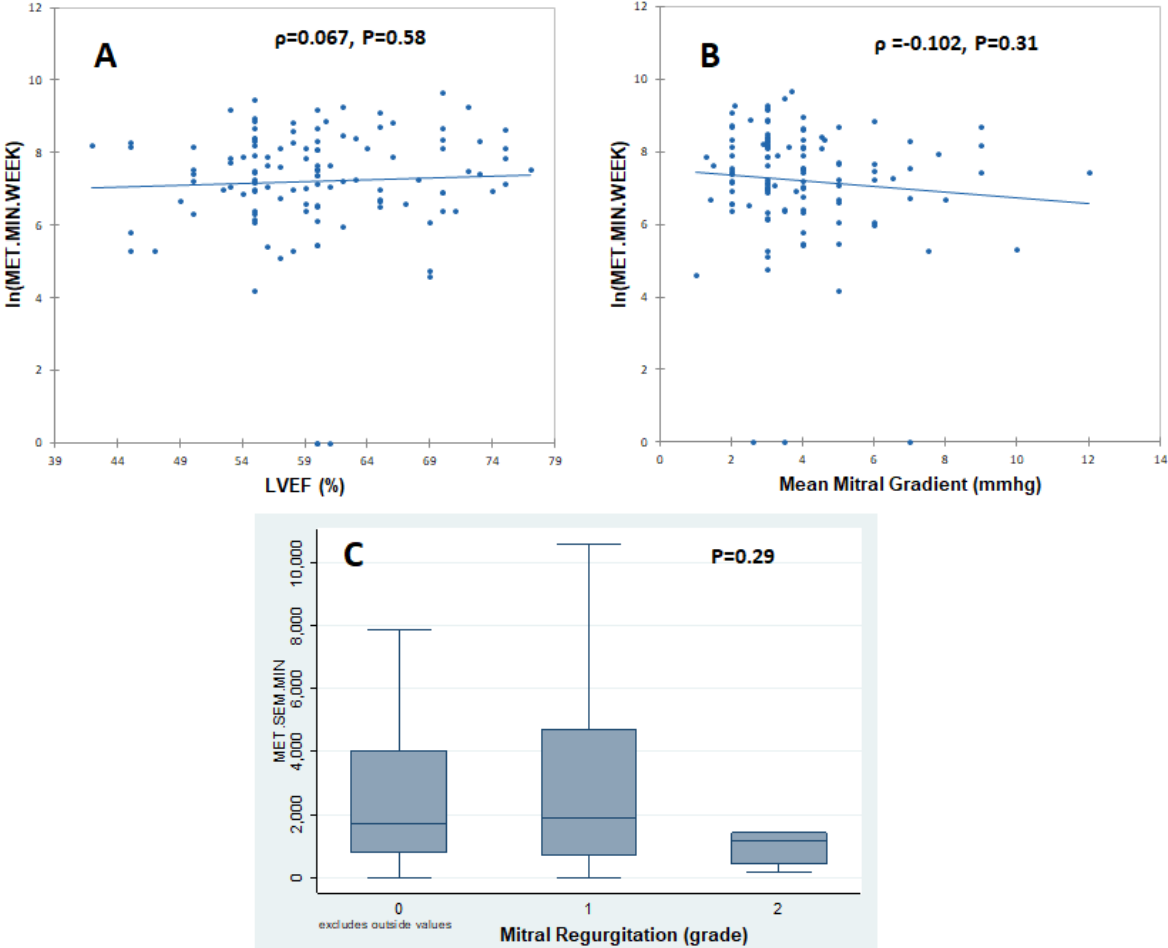 A
ρ=0.067, P=0.58
ln(MET.MIN.WEEK)
12
10
8
6
4
2
0
39 44 49 54 59 64 69 74 79
LVEF (%)
B
ρ =-0.102, P=0.31
ln(MET.MIN.WEEK)
12
10
8
6
4
2
0
0 2 4 6 8 10 12 14
Mean Mitral Gradient (mmhg)
C
P=0.29
MET.SEM.MIN
10,000
8,000
6,000
4,000
2,000
0
0 1 2
excludes outside values
Mitral Regurgitation (grade)